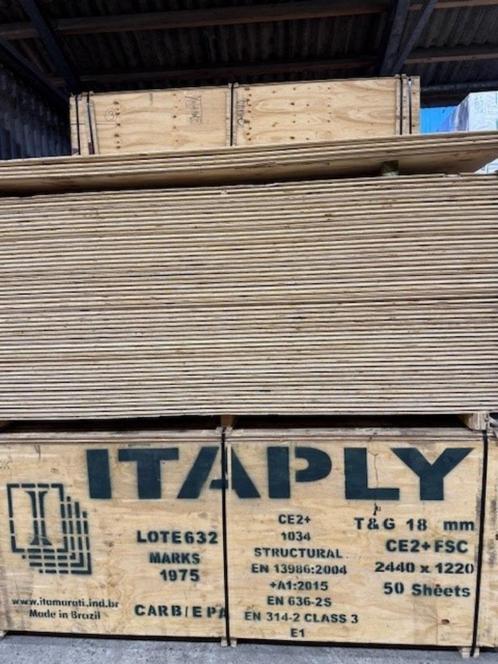 ITAPLY
LOTE632
MARKS
1975
CARB/EPA
www.itamarati.ind.br
Made in Brazil
CE2+
1034
STRUCTURAL
EN 13986:2004
+A1:2015
EN 636-2S
EN 314-2 CLASS 3
E1
T&G 18 mm
CE2+FSC
2440 x 1220
50 Sheets